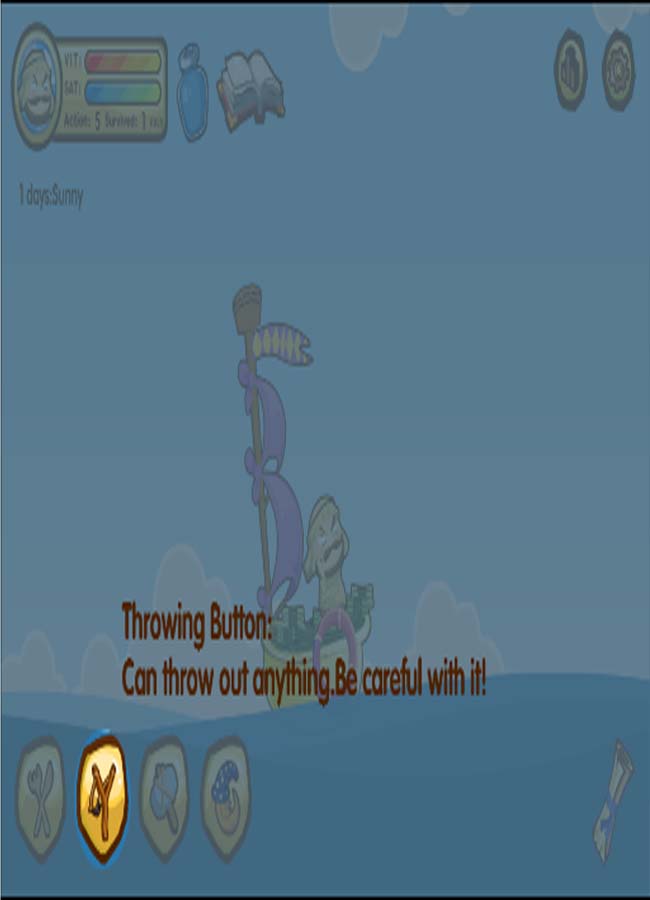 VIT:
SAT:
Action: 5 Survived: 1 days
1 days:Sunny
Throwing Button:
Can throw out anything.Be careful with it!